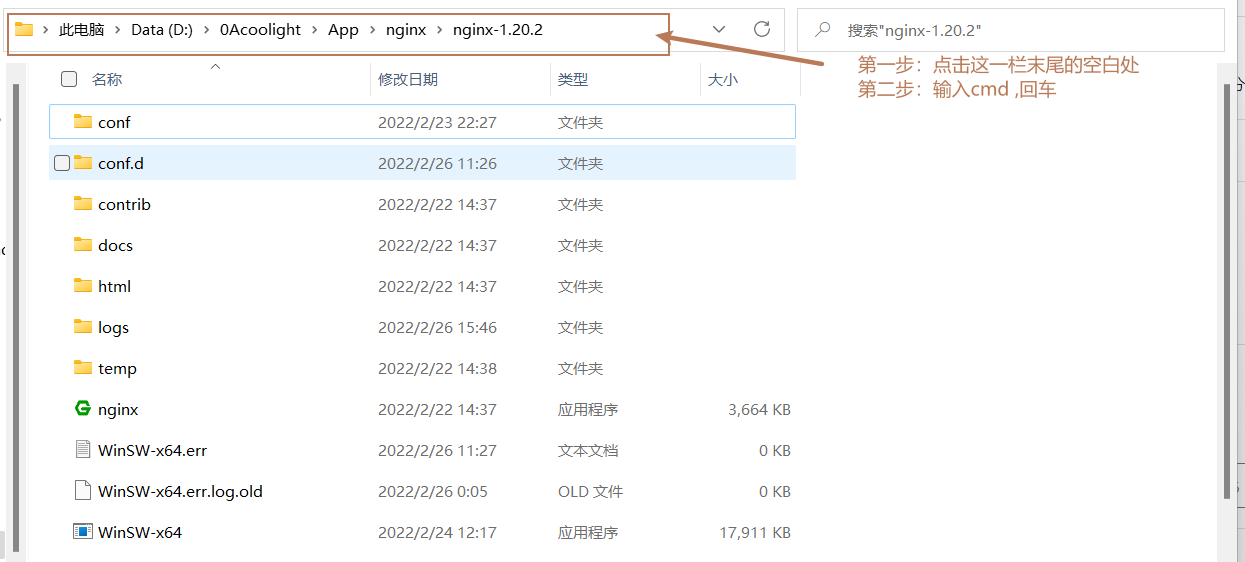 此电脑 > Data (D:) > 0Acoolight > App > nginx > nginx-1.20.2
搜索"nginx-1.20.2"
第一步：点击这一栏末尾的空白处
第二步：输入cmd ,回车
名称 修改日期 类型 大小
conf 2022/2/23 22:27 文件夹
conf.d 2022/2/26 11:26 文件夹
contrib 2022/2/22 14:37 文件夹
docs 2022/2/22 14:37 文件夹
html 2022/2/22 14:37 文件夹
logs 2022/2/26 15:46 文件夹
temp 2022/2/22 14:38 文件夹
nginx 2022/2/22 14:37 应用程序 3,664 KB
WinSW-x64.err 2022/2/26 11:27 文本文档 0 KB
WinSW-x64.err.log.old 2022/2/26 0:05 OLD 文件 0 KB
WinSW-x64 2022/2/24 12:17 应用程序 17,911 KB